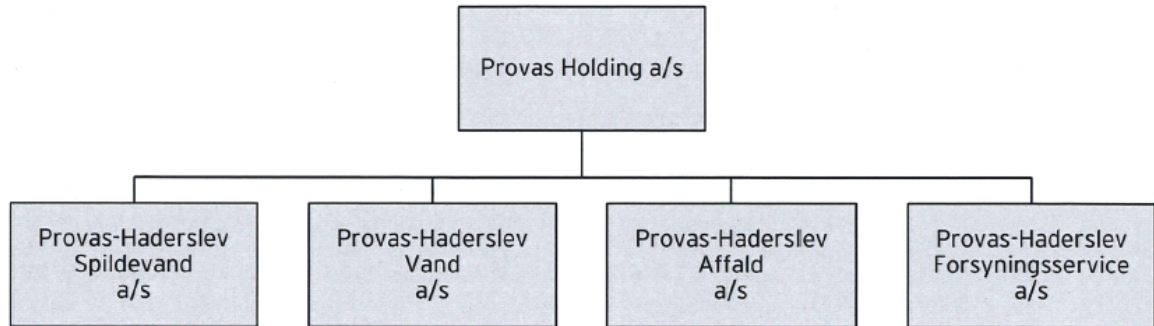 Provas Holding a/s
Provas-Haderslev
Spildevand
a/s
Provas-Haderslev
Vand
a/s
Provas-Haderslev
Affald
a/s
Provas-Haderslev
Forsyningsservice
a/s